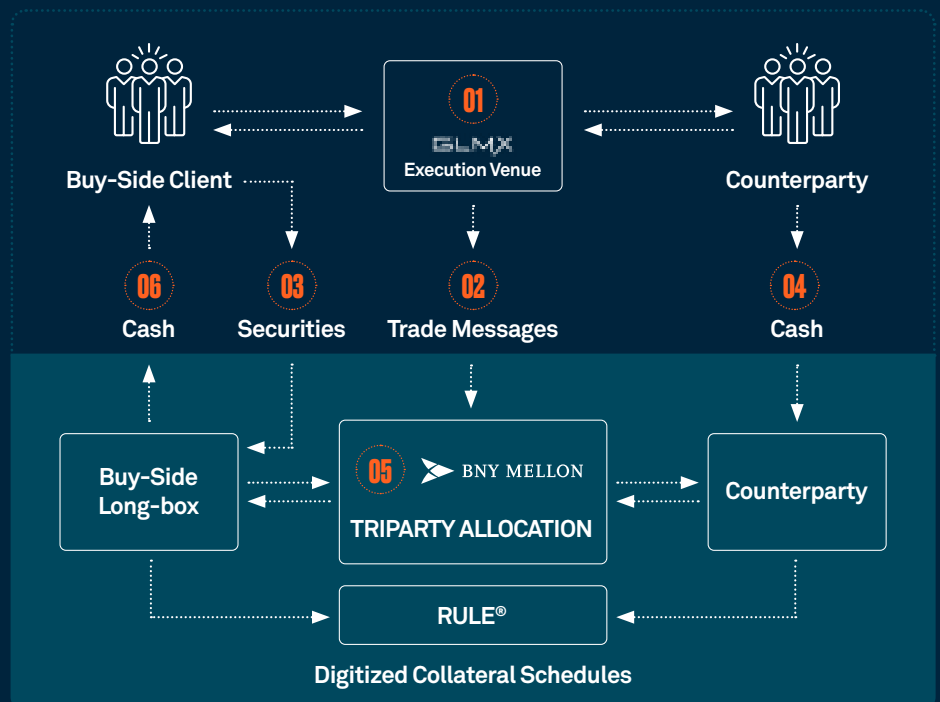 01
GLMX
Execution Venue
Buy-Side Client
Counterparty
06
03
02
04
Cash
Securities
Trade Messages
Cash
Buy-Side
Long-box
05
BNY MELLON
TRIPARTY ALLOCATION
Counterparty
RULE®
Digitized Collateral Schedules